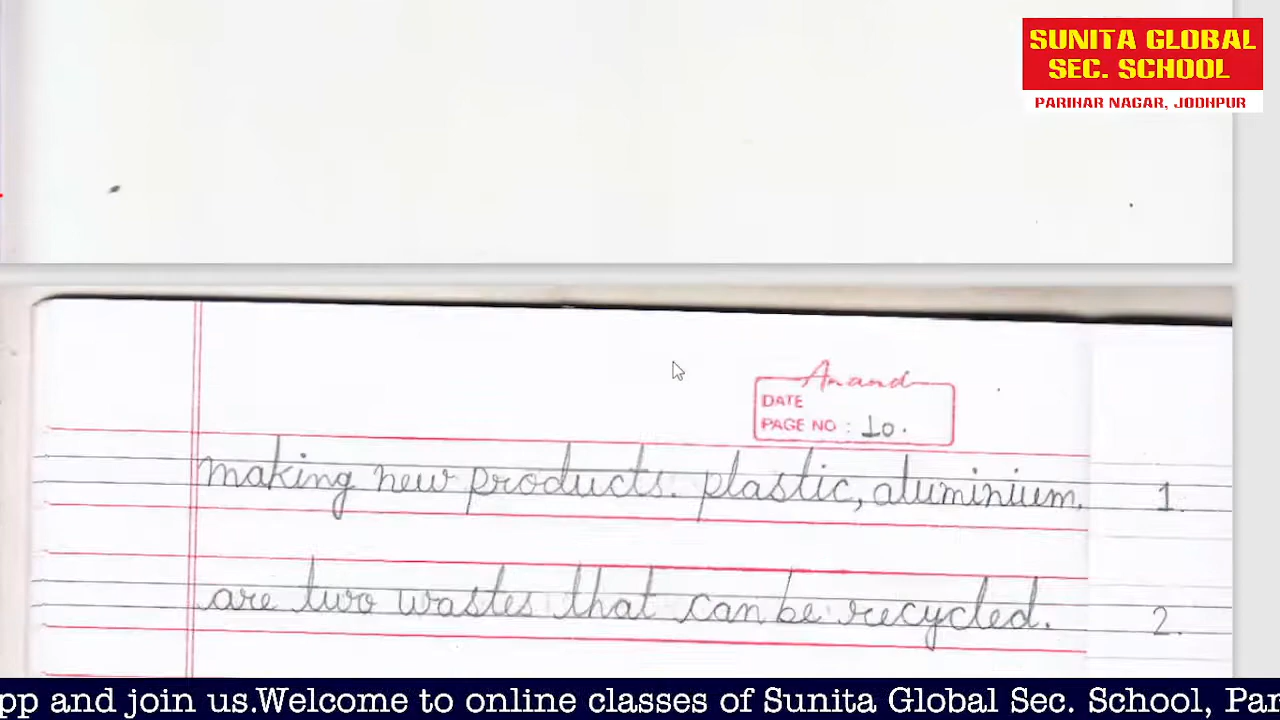 SUNITA GLOBAL
SEC. SCHOOL
PARIHAR NAGAR, JODHPUR
Anand
DATE
PAGE NO : 10.
making new products. plastic, aluminium. 1.
are two wastes that can be recycled. 2.
pp and join us.Welcome to online classes of Sunita Global Sec. School, Par